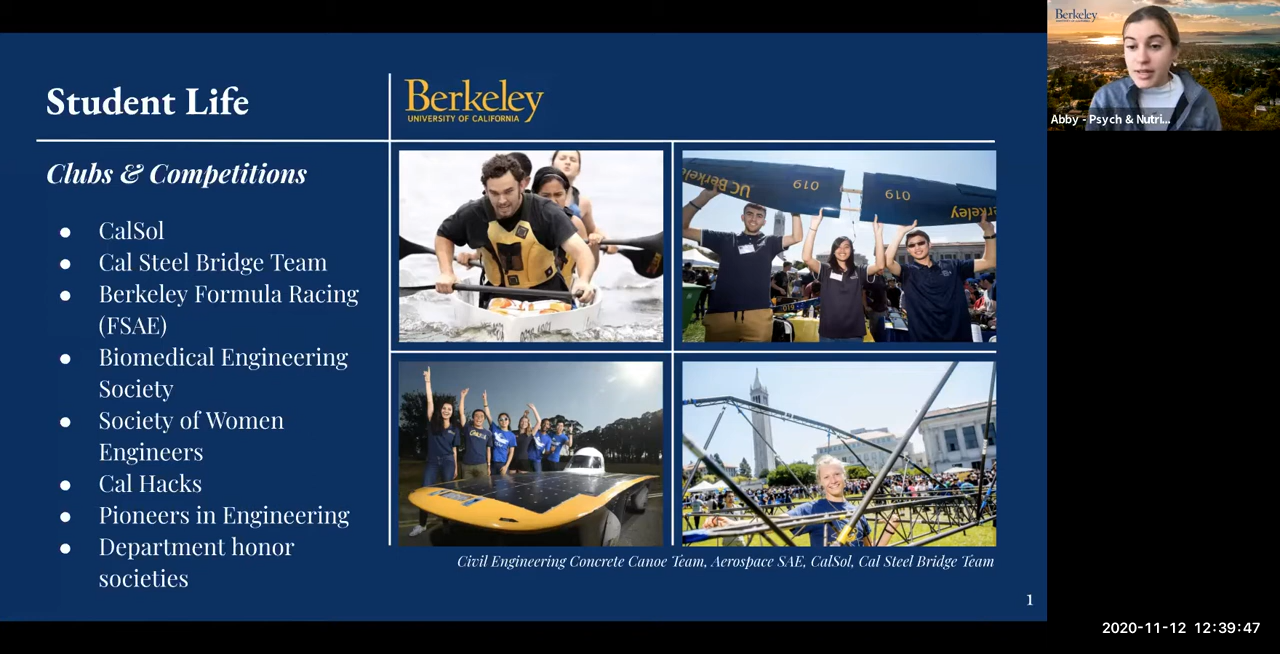 Student Life
Berkeley
UNIVERSITY OF CALIFORNIA
Clubs & Competitions
● CalSol
● Cal Steel Bridge Team
● Berkeley Formula Racing
(FSAE)
● Biomedical Engineering
Society
● Society of Women
Engineers
● Cal Hacks
● Pioneers in Engineering
● Department honor
societies
UC Berkeley
019
019
Berkeley
Civil Engineering Concrete Canoe Team, Aerospace SAE, CalSol, Cal Steel Bridge Team
1
Berkeley
Abby - Psych & Nutri...
2020-11-12 12:39:47